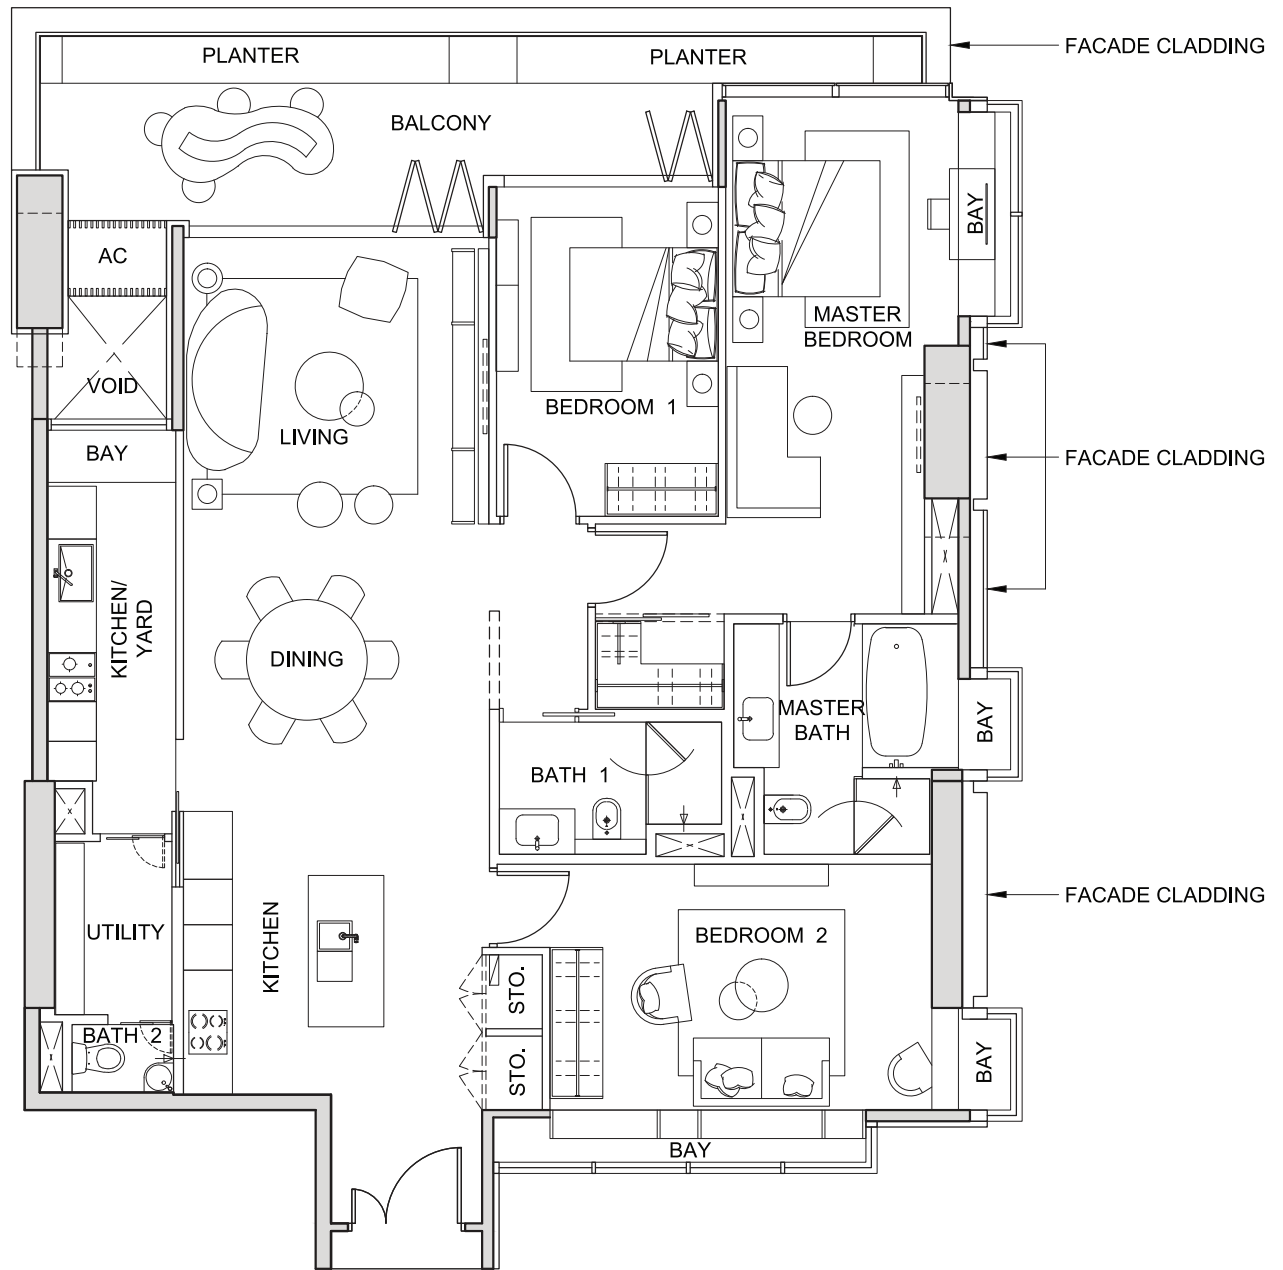 FACADE CLADDING
PLANTER
PLANTER
BALCONY
BAY
AC
MASTER
BEDROOM
VOID
BEDROOM 1
LIVING
BAY
FACADE CLADDING
KITCHEN/
YARD
DINING
MASTER
BATH
BAY
BATH 1
FACADE CLADDING
UTILITY
KITCHEN
BEDROOM 2
STO.
BATH 2
STO.
BAY
BAY